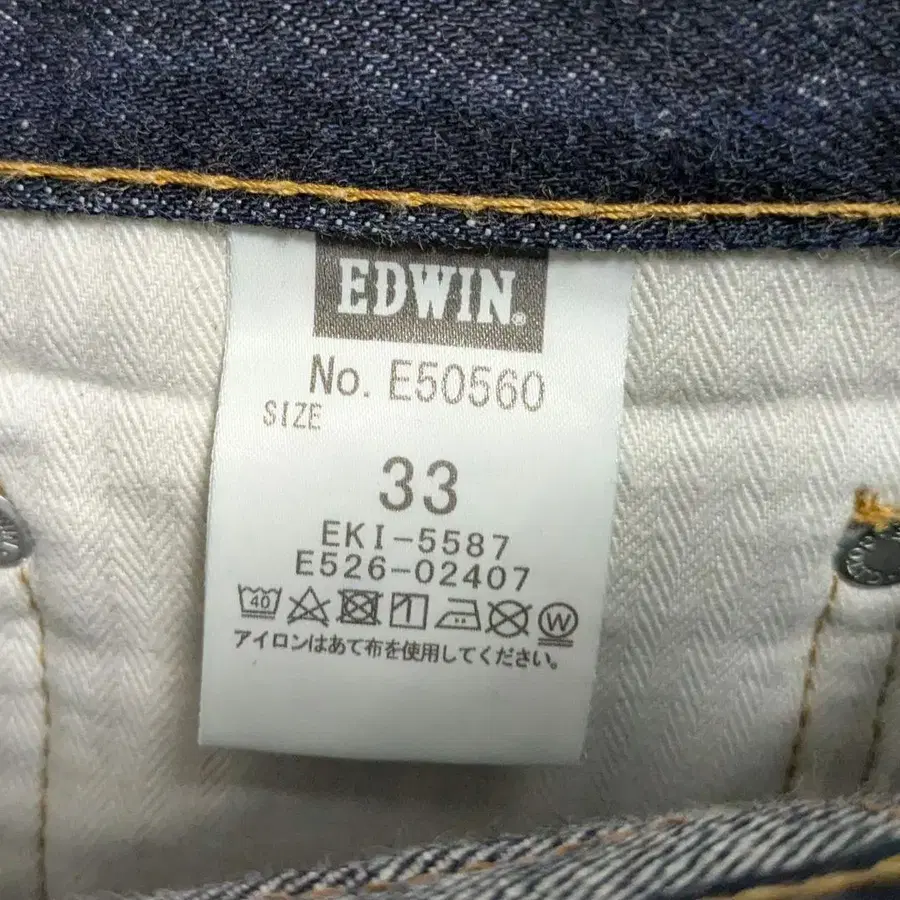 EDWIN®
No. E50560
SIZE
33
EKI-5587
E526-02407
40 W
アイロンはあて布を使用してください。